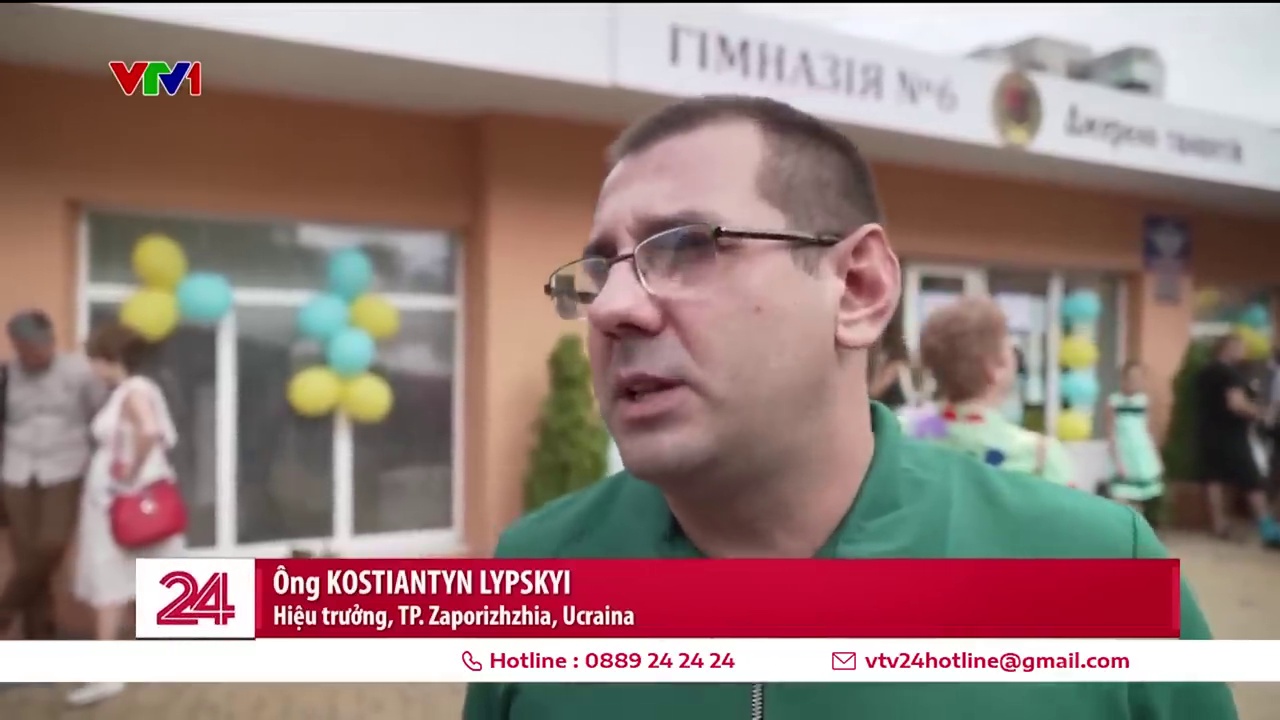 VTV1
ГІМНАЗІЯ №6
Джерело
24
Ông KOSTIANTYN LYPSKYI
Hiệu trưởng, TP. Zaporizhzhia, Ucraina
Hotline : 0889 24 24 24
vtv24hotline@gmail.com